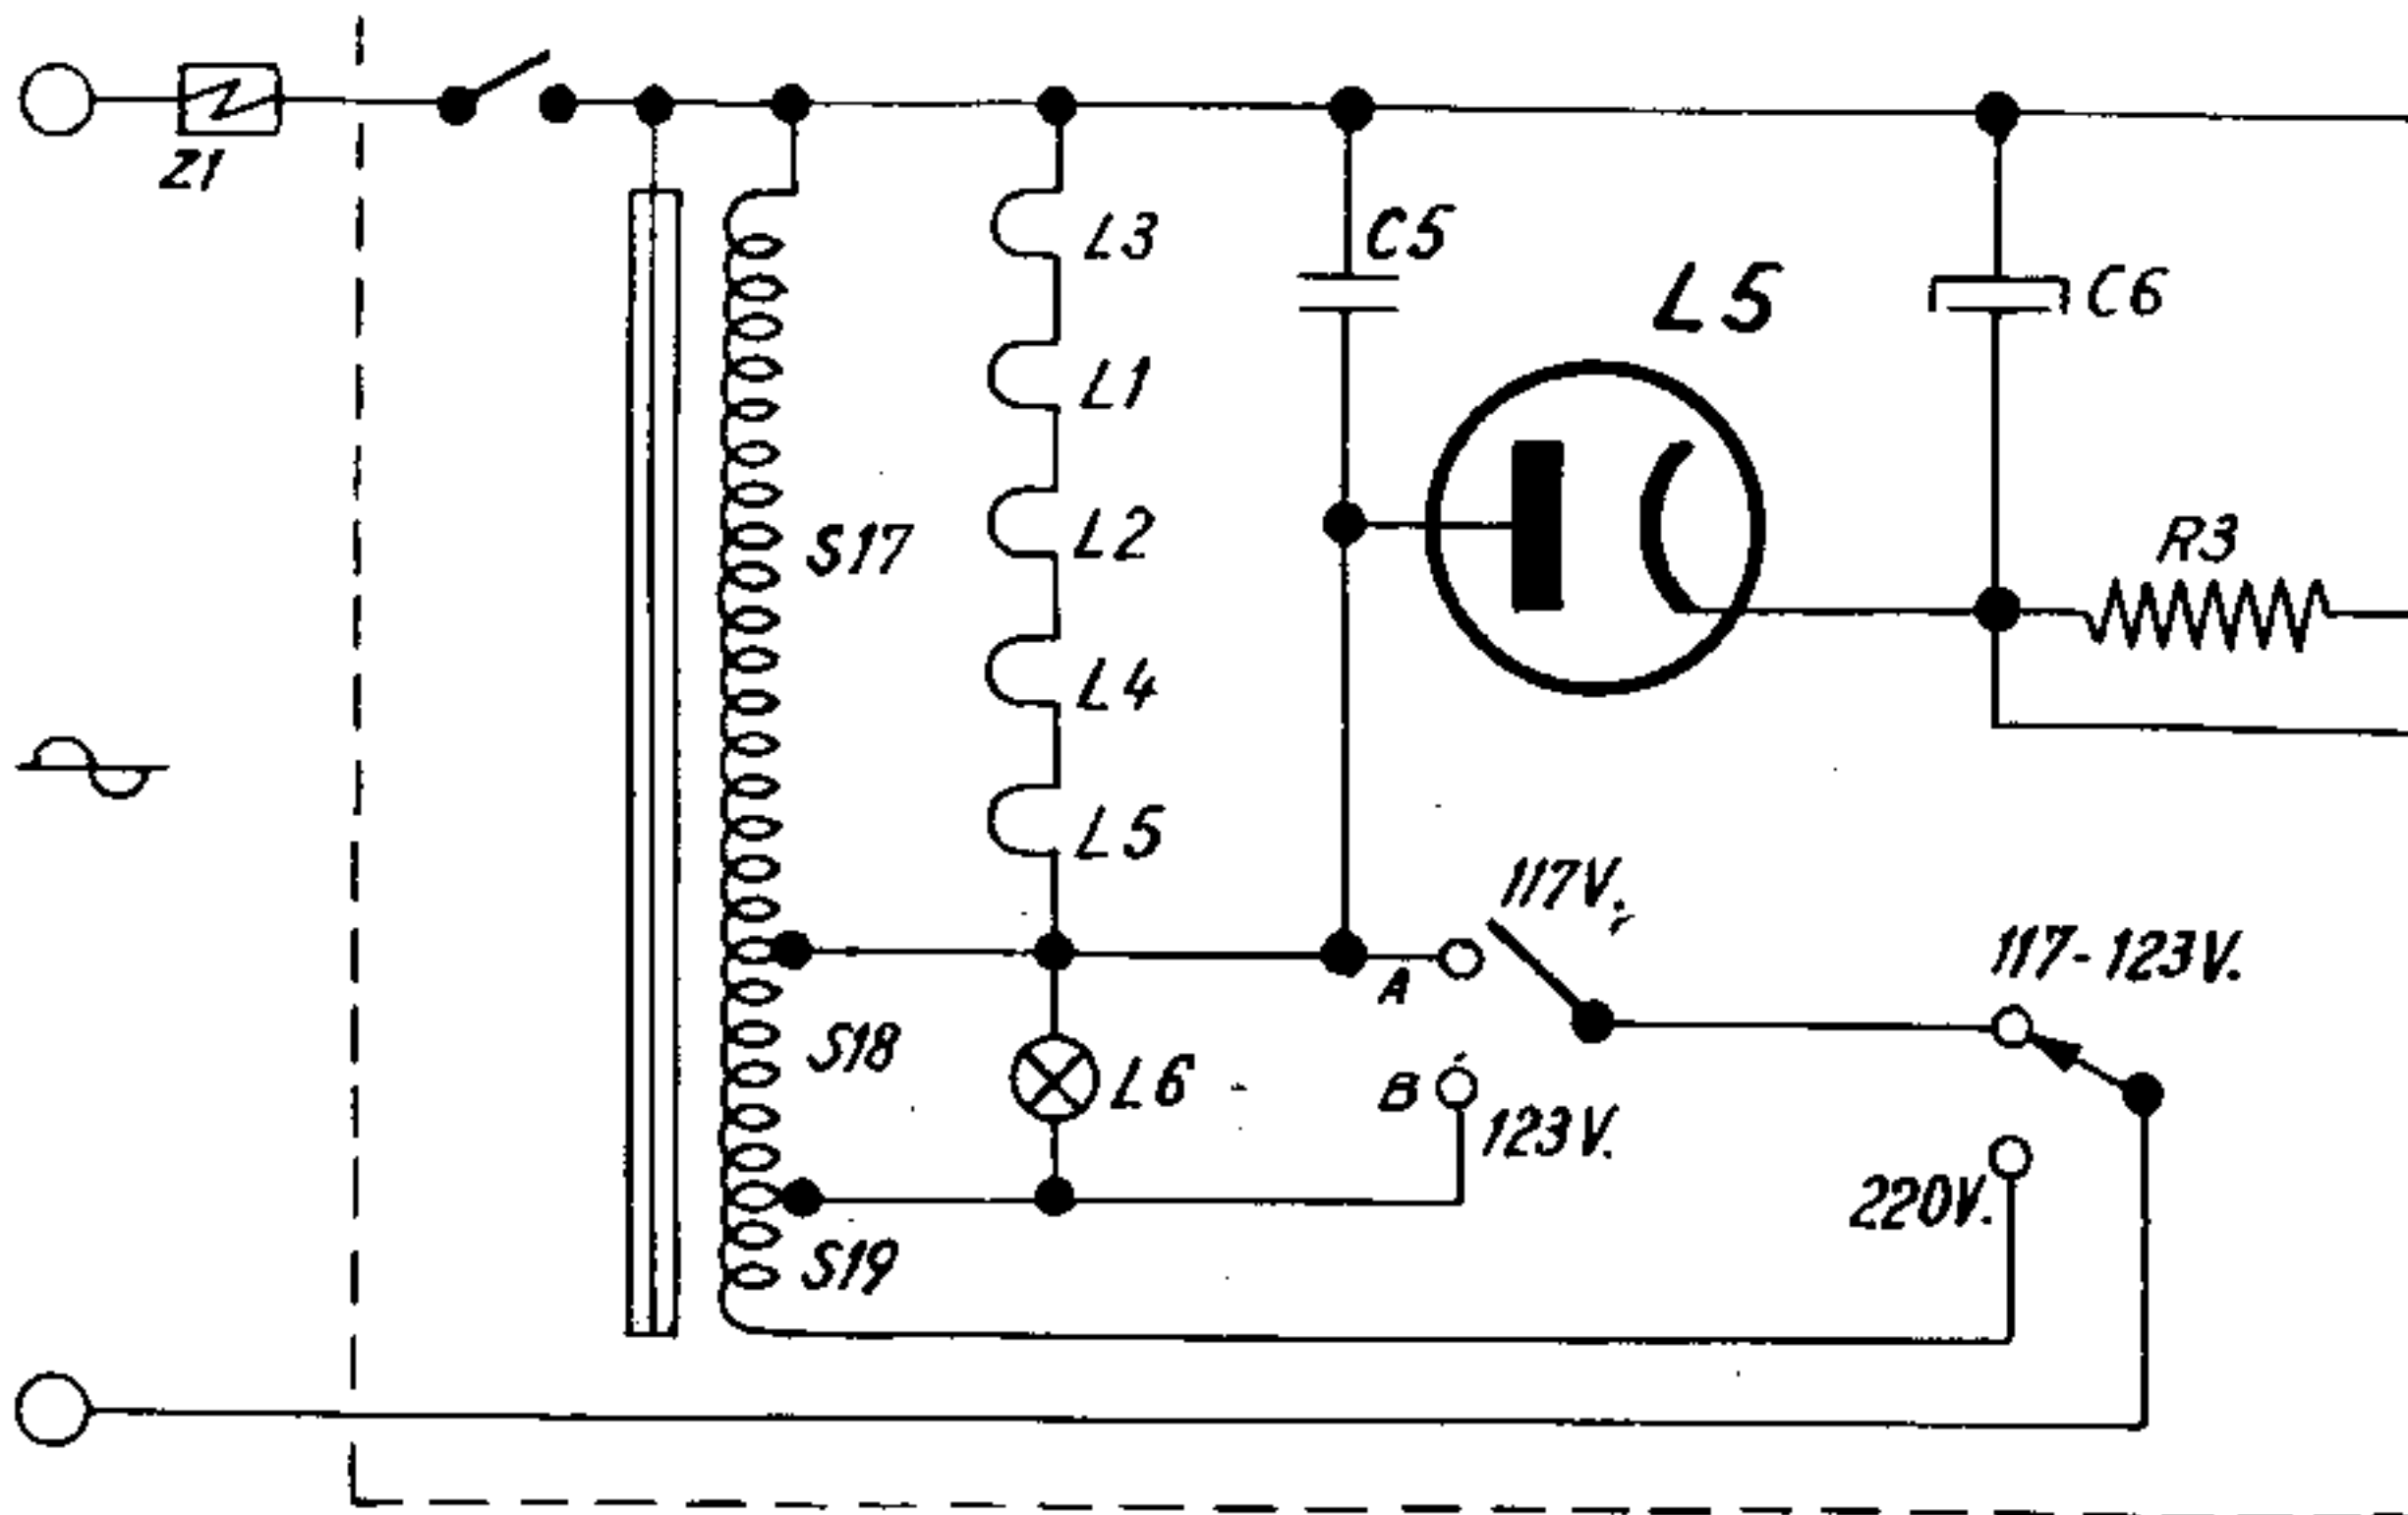 Z1
L3
C5
L5
C6
L1
L2
S17
R3
L4
L5
117V.
117-123V.
A
S18
L6
B
123V.
220V.
S19